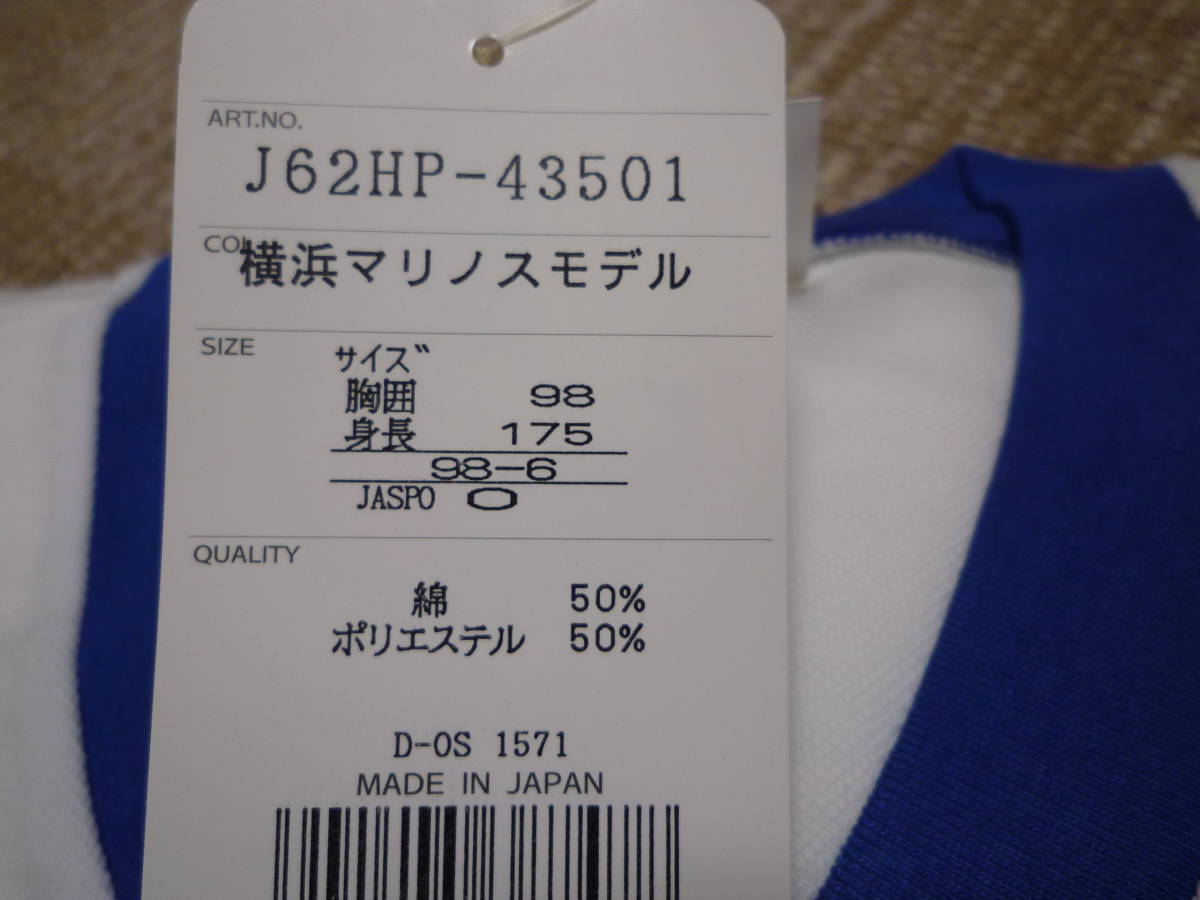 ART.NO.
J62HP-43501
COL
横浜マリノスモデル
SIZE
サイズ
胸囲 98
身長 175
98-6
JASPO O
QUALITY
綿 50%
ポリエステル 50%
D-OS 1571
MADE IN JAPAN